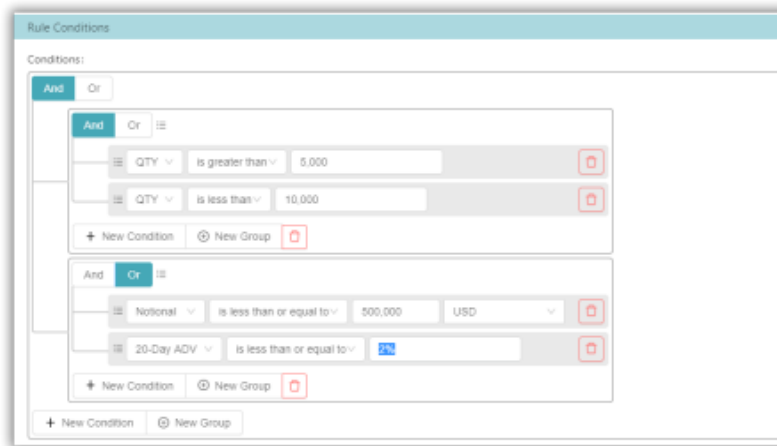 Rule Conditions
Conditions:
And Or
And Or
QTY is greater than 5,000
QTY is less than 10,000
+ New Condition New Group
And Or
Notional is less than or equal to 500,000 USD
20-Day ADV is less than or equal to 2%
+ New Condition New Group
+ New Condition New Group